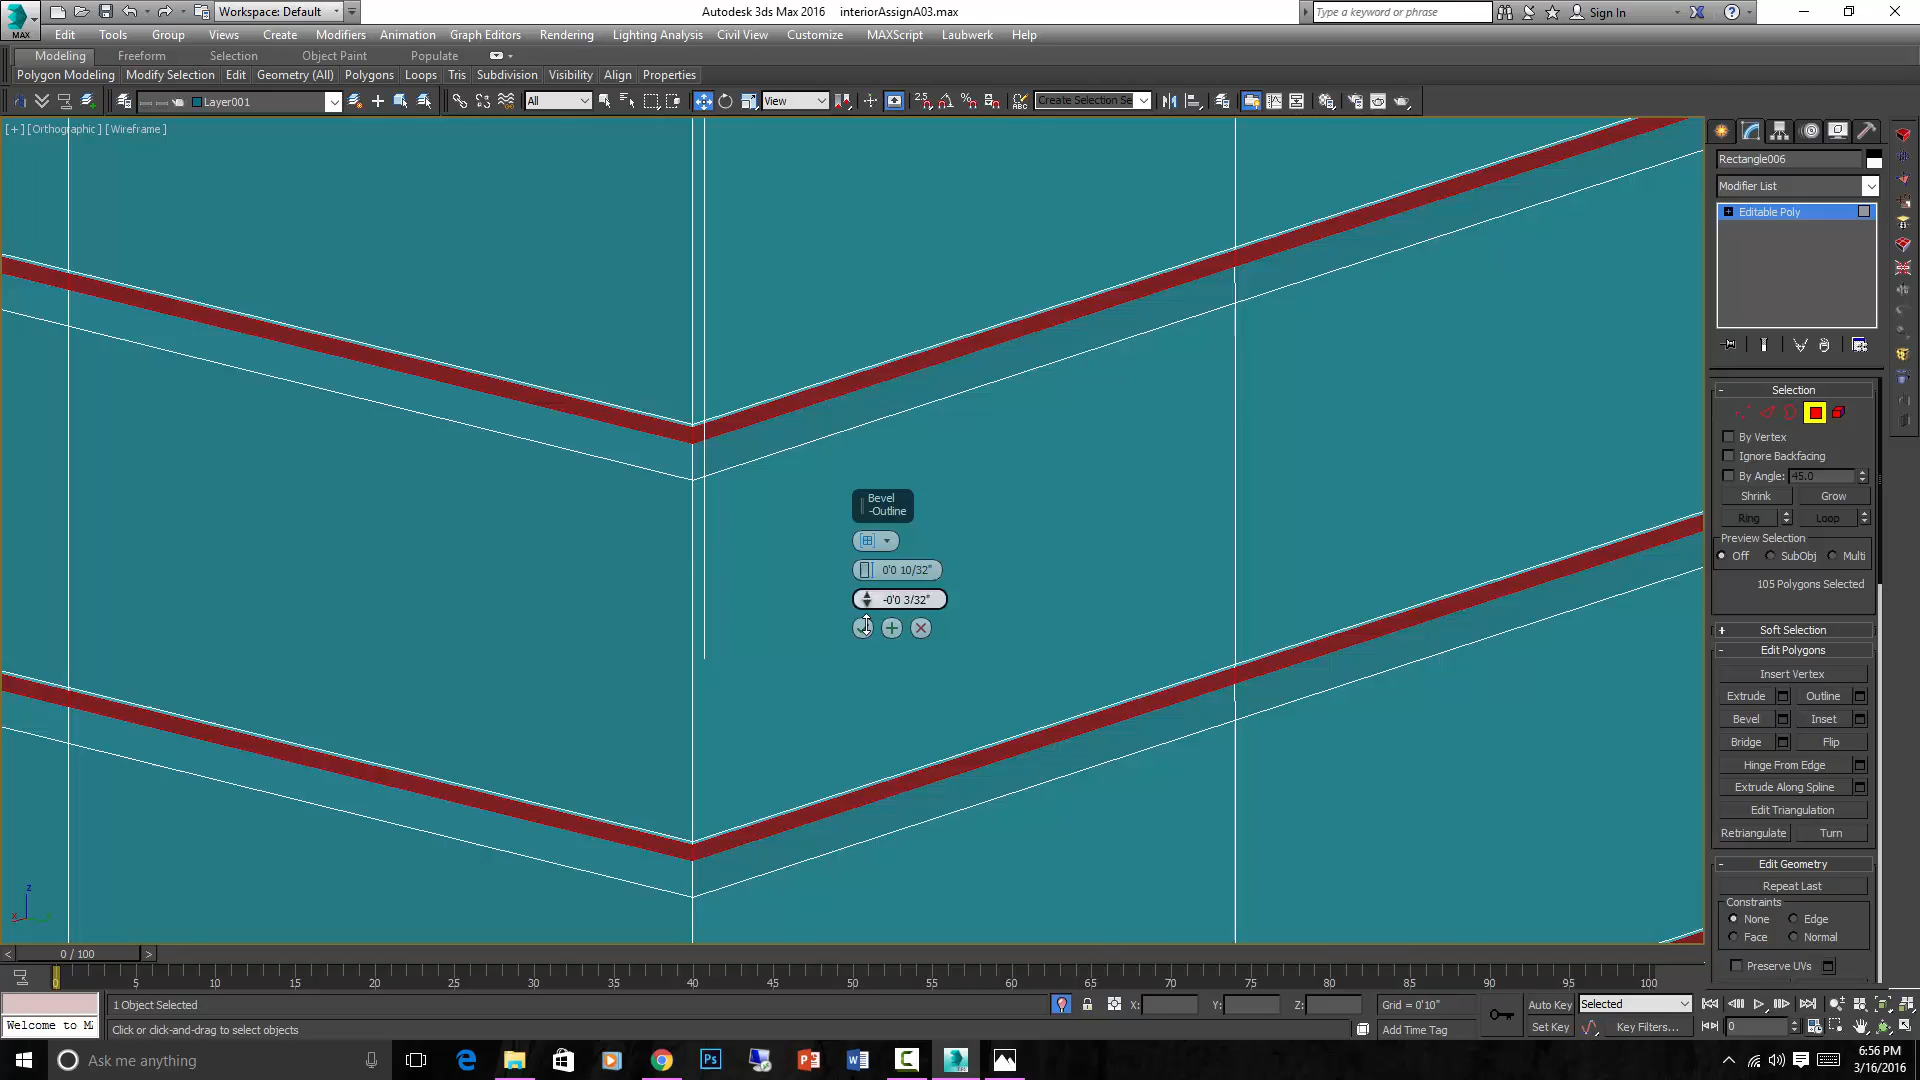 MAX
Workspace: Default
Autodesk 3ds Max 2016 interiorAssignA03.max
Type a keyword or phrase
Sign In
Edit Tools Group Views Create Modifiers Animation Graph Editors Rendering Lighting Analysis Civil View Customize MAXScript Laubwerk Help
Modeling Freeform Selection Object Paint Populate
Polygon Modeling Modify Selection Edit Geometry (All) Polygons Loops Tris Subdivision Visibility Align Properties
Layer001
All
View
Create Selection Se
[+] [Orthographic] [Wireframe]
Rectangle006
Modifier List
Editable Poly
Selection
By Vertex
Ignore Backfacing
By Angle: 45.0
Shrink Grow
Ring Loop
Preview Selection
Off SubObj Multi
105 Polygons Selected
Soft Selection
Edit Polygons
Insert Vertex
Extrude Outline
Bevel Inset
Bridge Flip
Hinge From Edge
Extrude Along Spline
Edit Triangulation
Retriangulate Turn
Edit Geometry
Repeat Last
Constraints
None Edge
Face Normal
Preserve UVs
Bevel
-Outline
0'0 10/32"
-0'0 3/32"
z
x
0 / 100
0 5 10 15 20 25 30 35 40 45 50 55 60 65 70 75 80 85 90 95 100
1 Object Selected
X: Y: Z: Grid = 0'10"
Auto Key Selected
Welcome to M
Click or click-and-drag to select objects
Add Time Tag
Set Key Key Filters...
0
Ask me anything
6:56 PM
3/16/2016